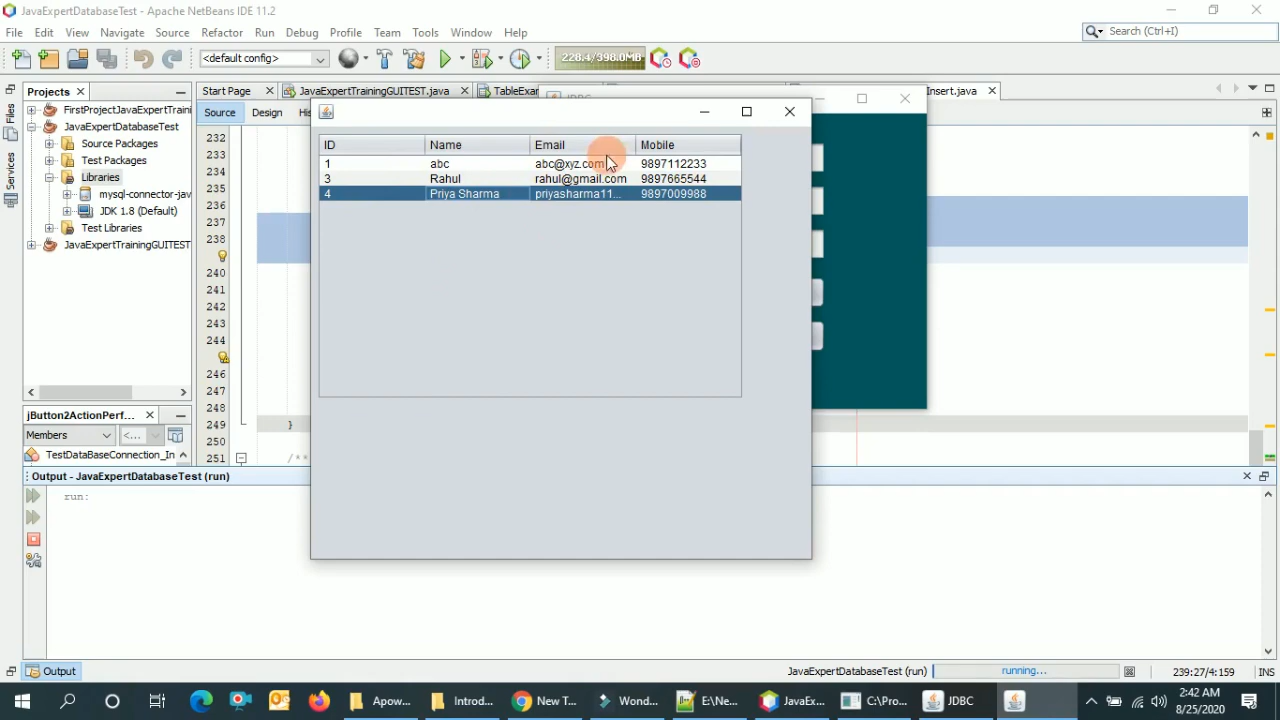 JavaExpertDatabaseTest - Apache NetBeans IDE 11.2
File Edit View Navigate Source Refactor Run Debug Profile Team Tools Window Help
Search (Ctrl+I)
<default config>
228.4/998.0MB
Projects
Start Page
JavaExpertTrainingGUITEST.java
TableExar
JDBC
Insert.java
Files
Services
FirstProjectJavaExpertTraini
JavaExpertDatabaseTest
Source Packages
Test Packages
Libraries
mysql-connector-jav
JDK 1.8 (Default)
Test Libraries
JavaExpertTrainingGUITEST
Source Design His
232
233
234
235
236
237
238
240
241
242
243
244
246
247
248
249 }
250
251 /**
ID Name Email Mobile
1 abc abc@xyz.com 9897112233
3 Rahul rahul@gmail.com 9897665544
4 Priya Sharma priyasharma11... 9897009988
jButton2ActionPerf...
Members
<...
TestDataBaseConnection_In
Output - JavaExpertDatabaseTest (run)
run:
Output
JavaExpertDatabaseTest (run)
running...
239:27/4:159
INS
Apow...
Introd...
New T...
Wond...
E:\Ne...
JavaEx...
C:\Pro...
JDBC
2:42 AM
8/25/2020